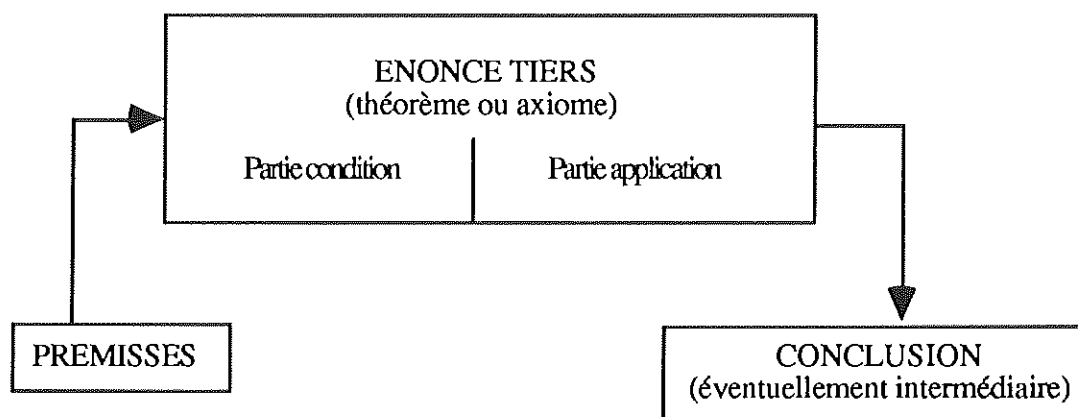 ENONCE TIERS
(théorème ou axiome)
Partie condition
Partie application
PREMISSES
CONCLUSION
(éventuellement intermédiaire)